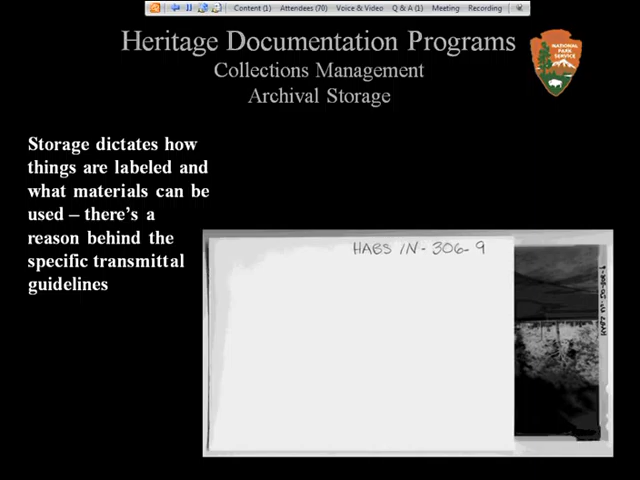 Content (1) Attendees (70) Voice & Video Q & A (1) Meeting Recording
Heritage Documentation Programs
Collections Management
Archival Storage
NATIONAL
PARK
SERVICE
Storage dictates how
things are labeled and
what materials can be
used – there's a
reason behind the
specific transmittal
guidelines
HABS IN-306-9